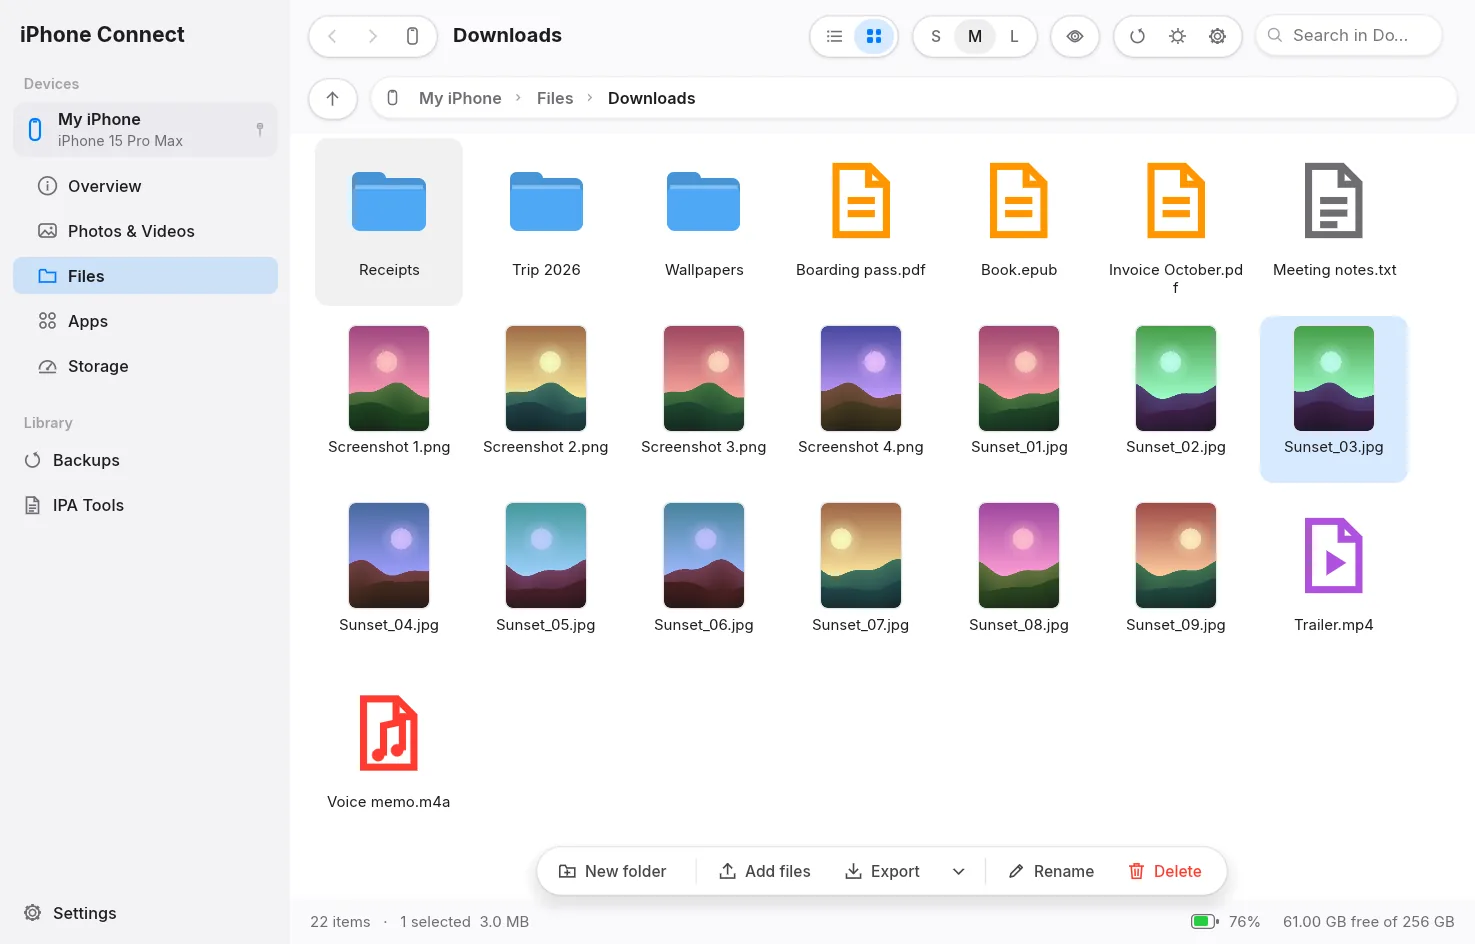 iPhone Connect
Devices
My iPhone
iPhone 15 Pro Max
Overview
Photos & Videos
Files
Apps
Storage
Library
Backups
IPA Tools
Settings
Downloads
S M L
Search in Do...
My iPhone › Files › Downloads
Receipts
Trip 2026
Wallpapers
Boarding pass.pdf
Book.epub
Invoice October.pd
f
Meeting notes.txt
Screenshot 1.png
Screenshot 2.png
Screenshot 3.png
Screenshot 4.png
Sunset_01.jpg
Sunset_02.jpg
Sunset_03.jpg
Sunset_04.jpg
Sunset_05.jpg
Sunset_06.jpg
Sunset_07.jpg
Sunset_08.jpg
Sunset_09.jpg
Trailer.mp4
Voice memo.m4a
New folder
Add files
Export
Rename
Delete
22 items · 1 selected 3.0 MB
76% 61.00 GB free of 256 GB